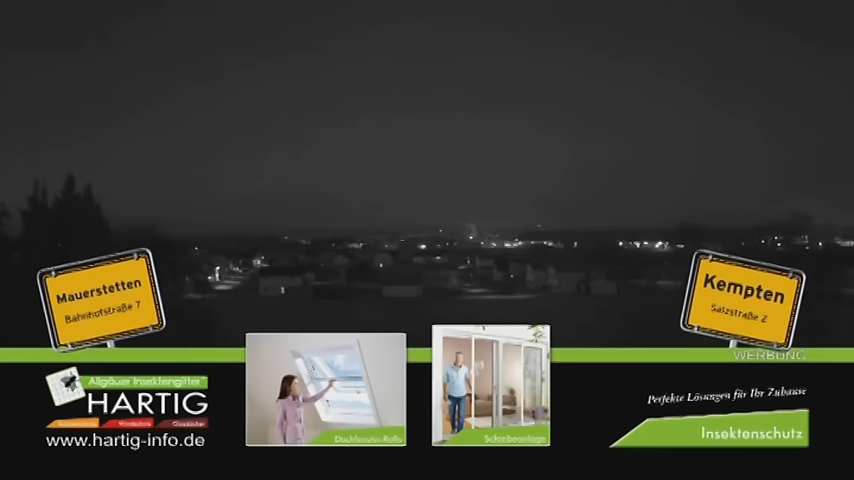 Mauerstetten
Bahnhofstraße 7
Kempten
Salzstraße 2
WERBUNG
Allgäuer Insektengitter
HARTIG
www.hartig-info.de
Dachfenster-Rollo
Schiebeanlage
Perfekte Lösungen für Ihr Zuhause
Insektenschutz